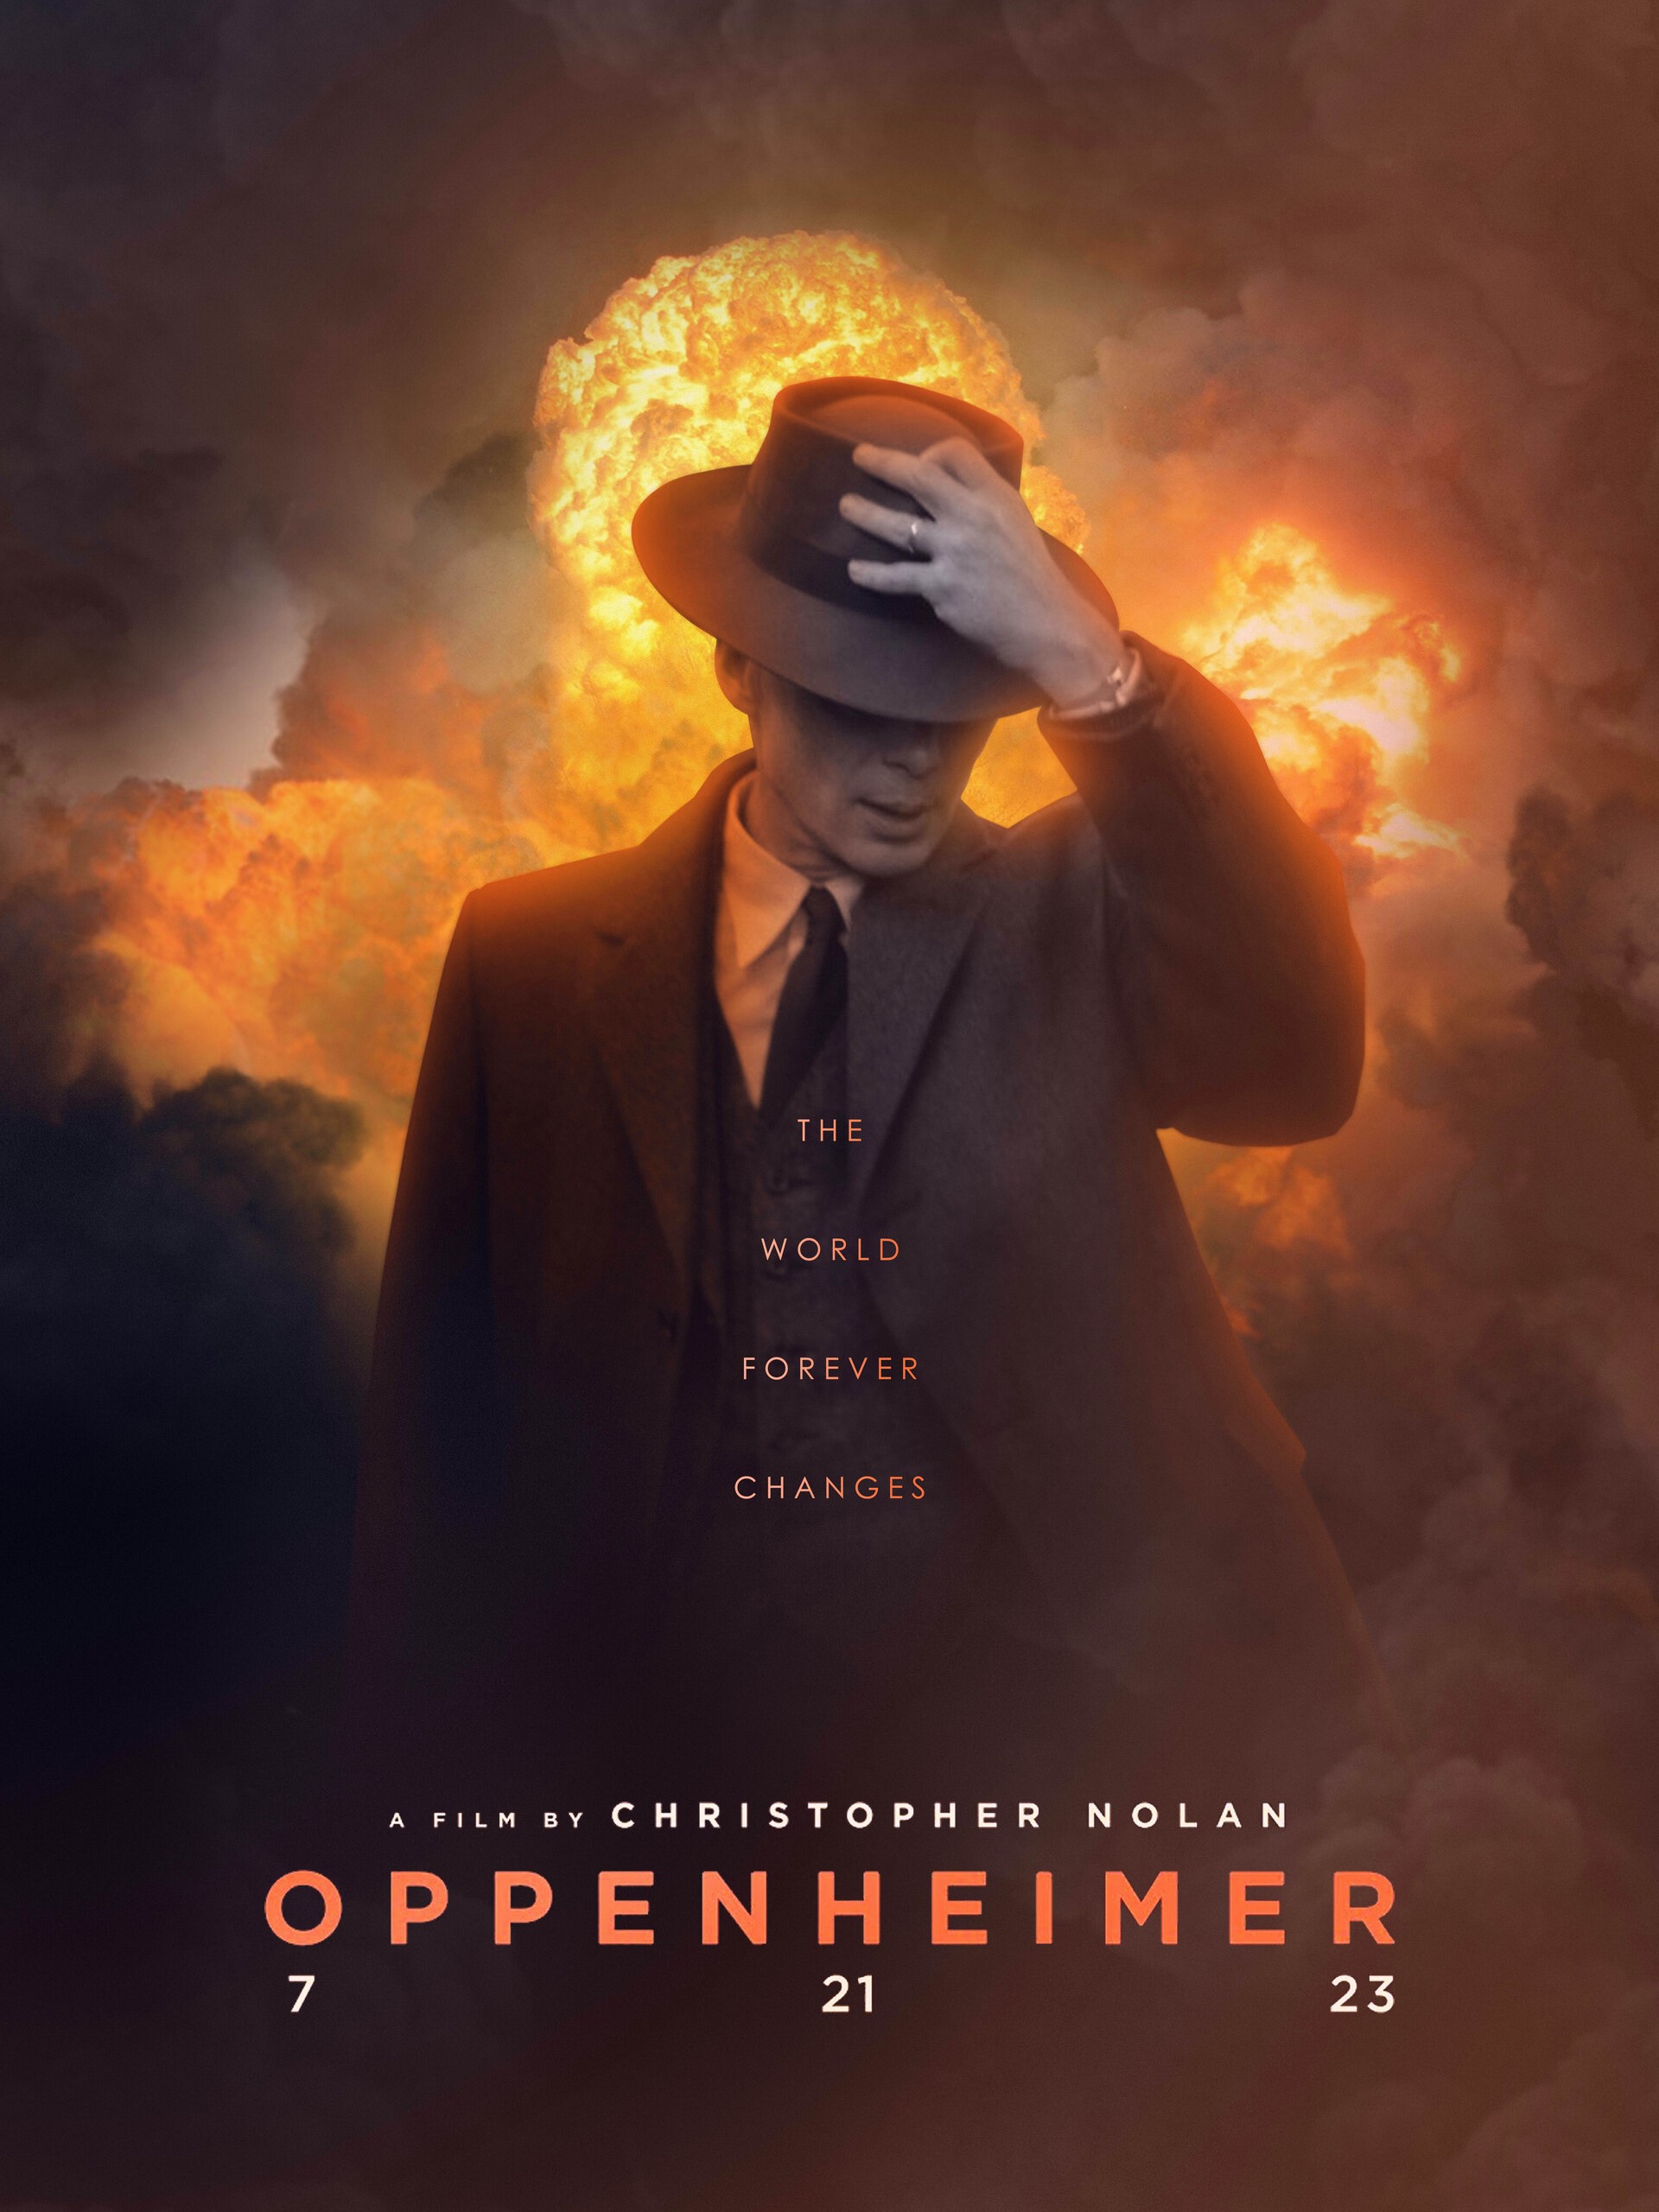 THE
WORLD
FOREVER
CHANGES
A FILM BY CHRISTOPHER NOLAN
OPPENHEIMER
7 21 23